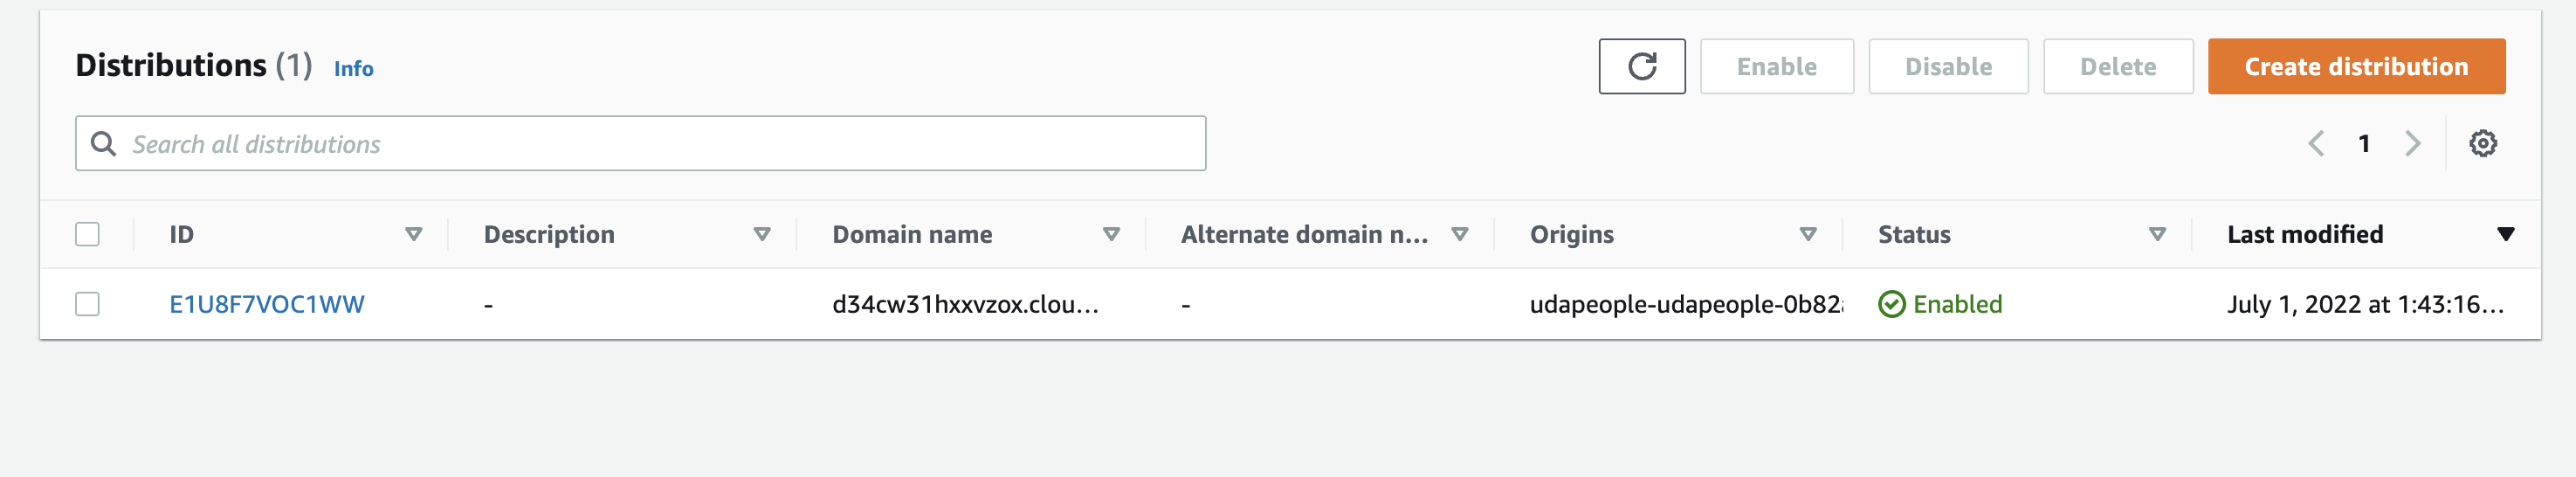 Distributions (1) Info
Enable Disable Delete Create distribution
Search all distributions
1
ID Description Domain name Alternate domain n... Origins Status Last modified
E1U8F7VOC1WW - d34cw31hxxvzox.clou... - udapeople-udapeople-0b82 Enabled July 1, 2022 at 1:43:16...